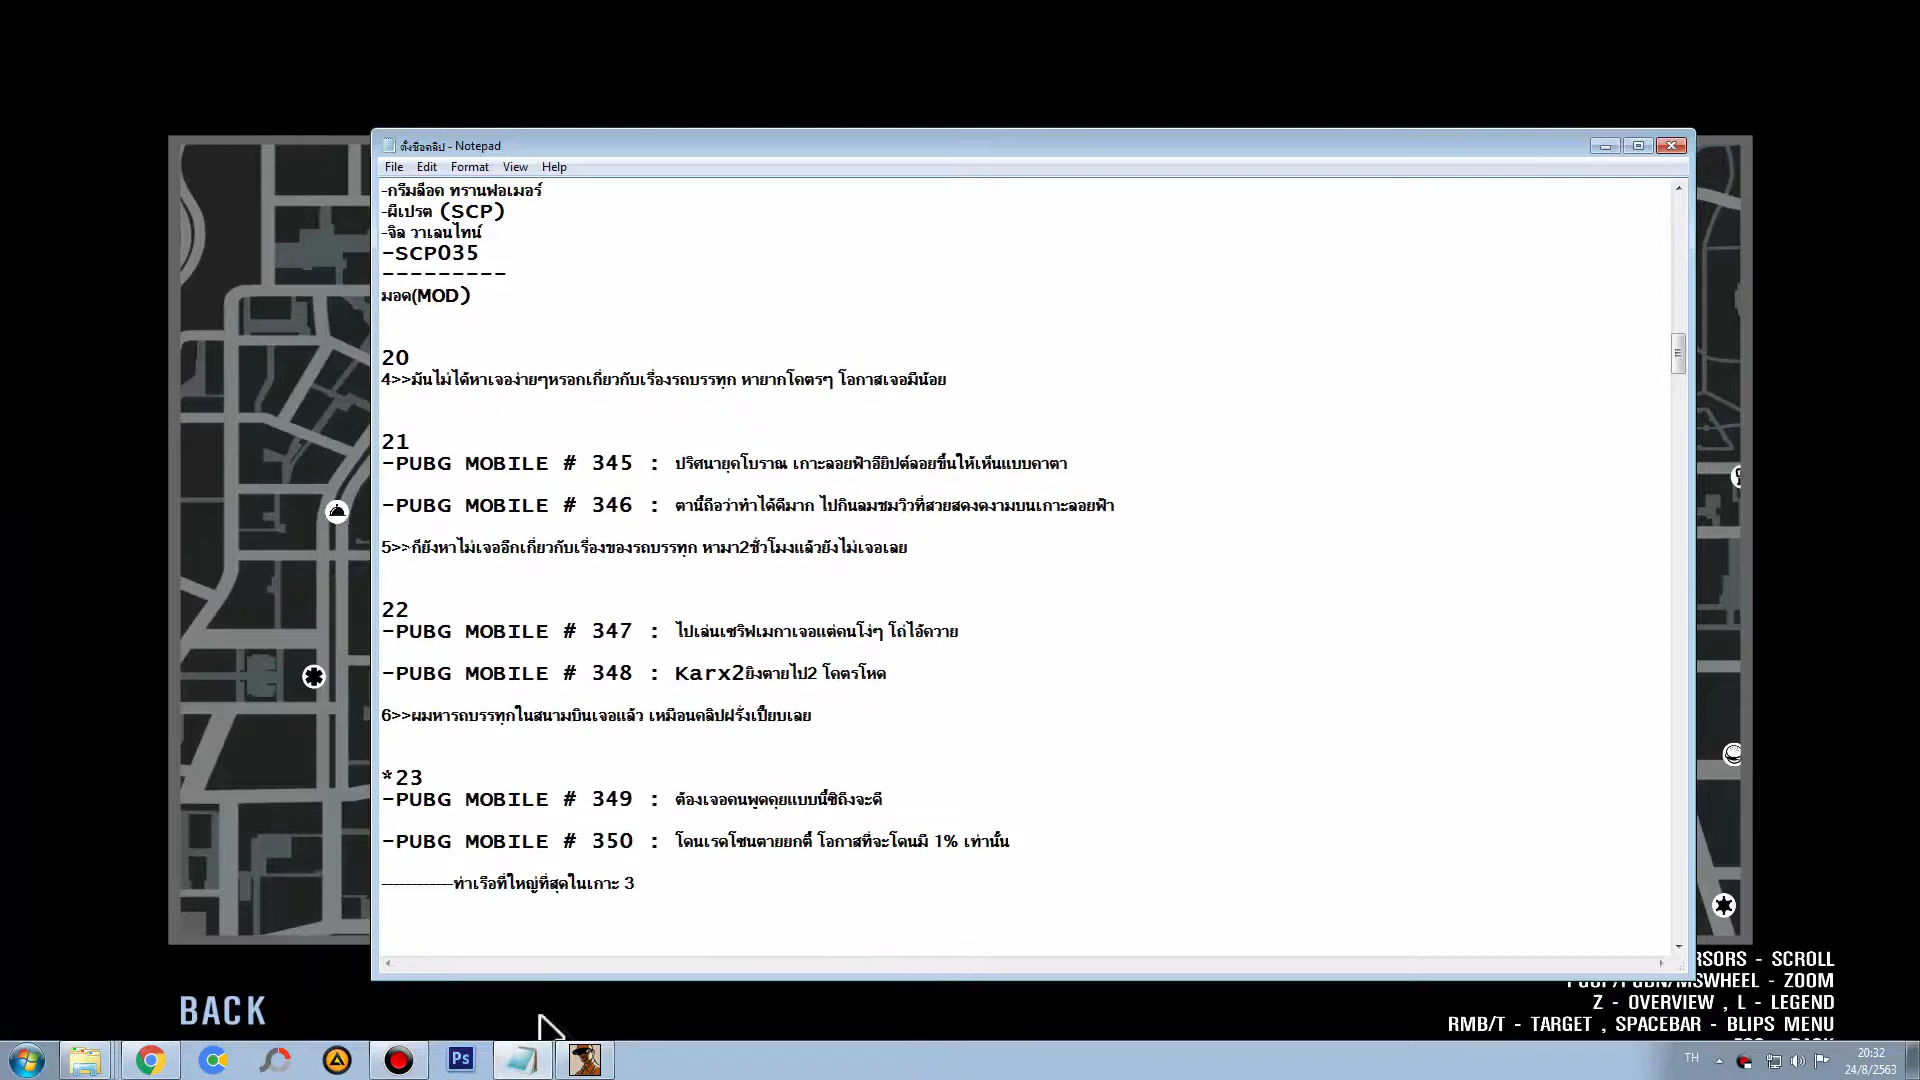 ตั้งชื่อคลิป - Notepad
File Edit Format View Help
-กรีมล็อค ทรานฟอเมอร์
-ผีเปรต (SCP)
-จิล วาเลนไทน์
-SCP035
---------
มอด(MOD)
20
4>>มันไม่ได้หาเจอง่ายๆหรอกเกี่ยวกับเรื่องรถบรรทุก หายากโคตรๆ โอกาสเจอมีน้อย
21
-PUBG MOBILE # 345 : ปริศนายุคโบราณ เกาะลอยฟ้าอียิปต์ลอยขึ้นให้เห็นแบบคาตา
-PUBG MOBILE # 346 : ตานี้ถือว่าทำได้ดีมาก ไปกินลมชมวิวที่สวยสดงดงามบนเกาะลอยฟ้า
5>>ก็ยังหาไม่เจออีกเกี่ยวกับเรื่องของรถบรรทุก หามา2ชั่วโมงแล้วยังไม่เจอเลย
22
-PUBG MOBILE # 347 : ไปเล่นเซริฟเมกาเจอแต่คนโง่ๆ โถ่ไอ้ควาย
-PUBG MOBILE # 348 : Karx2ยิงตายไป2 โคตรโหด
6>>ผมหารถบรรทุกในสนามบินเจอแล้ว เหมือนคลิปฝรั่งเปี๊ยบเลย
*23
-PUBG MOBILE # 349 : ต้องเจอคนพูดคุยแบบนี้ซิถึงจะดี
-PUBG MOBILE # 350 : โดนเรดโซนตายยกตี้ โอกาสที่จะโดนมี 1% เท่านั้น
------------ท่าเรือที่ใหญ่ที่สุดในเกาะ 3
RSORS - SCROLL
/MSWHEEL - ZOOM
Z - OVERVIEW , L - LEGEND
RMB/T - TARGET , SPACEBAR - BLIPS MENU
BACK
Ps
TH
20:32
24/8/2563